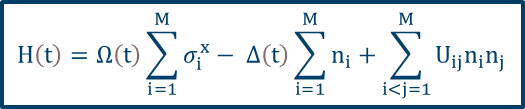 H(t) = Ω(t) ∑_{i=1}^{M} σ_i^x − Δ(t) ∑_{i=1}^{M} n_i + ∑_{i<j=1}^{M} U_{ij} n_i n_j